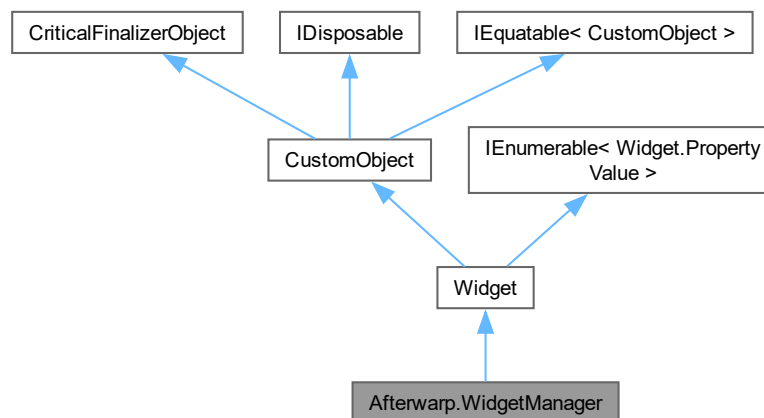 CriticalFinalizerObject
IDisposable
IEquatable< CustomObject >
CustomObject
IEnumerable< Widget.Property
Value >
Widget
Afterwarp.WidgetManager